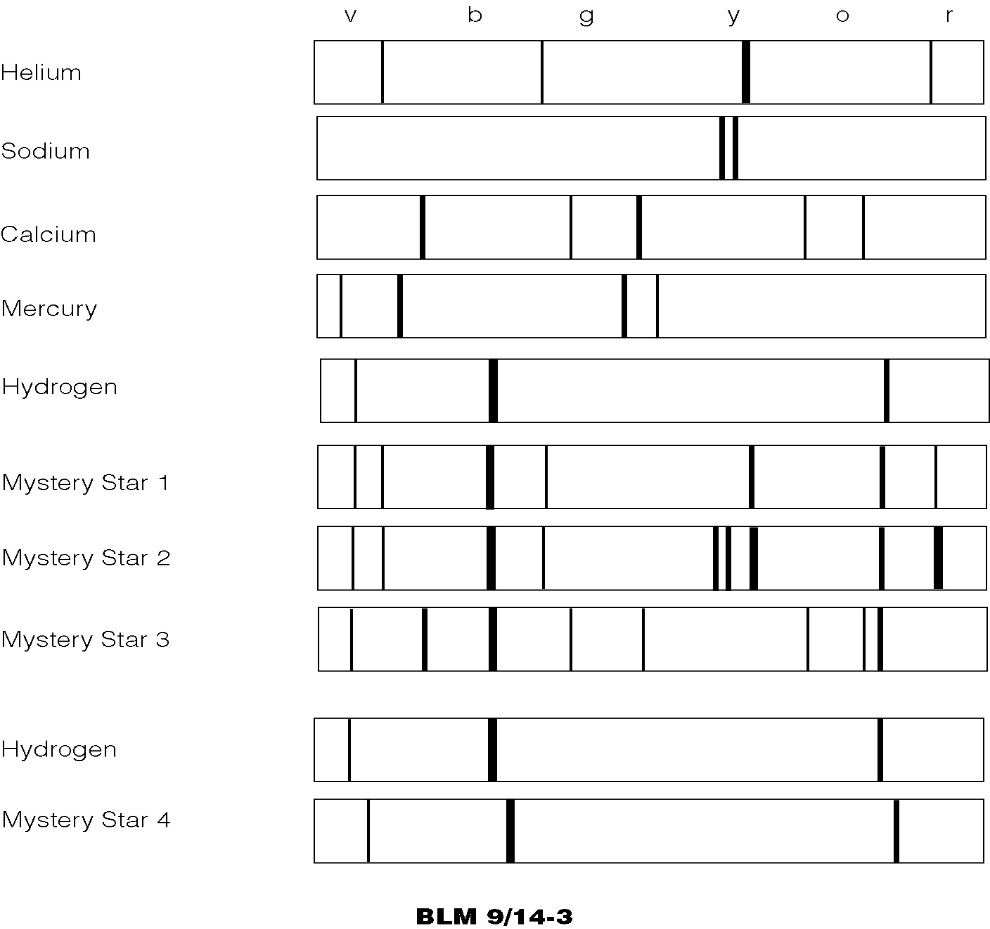 v b g y o r
Helium
Sodium
Calcium
Mercury
Hydrogen
Mystery Star 1
Mystery Star 2
Mystery Star 3
Hydrogen
Mystery Star 4
BLM 9/14-3